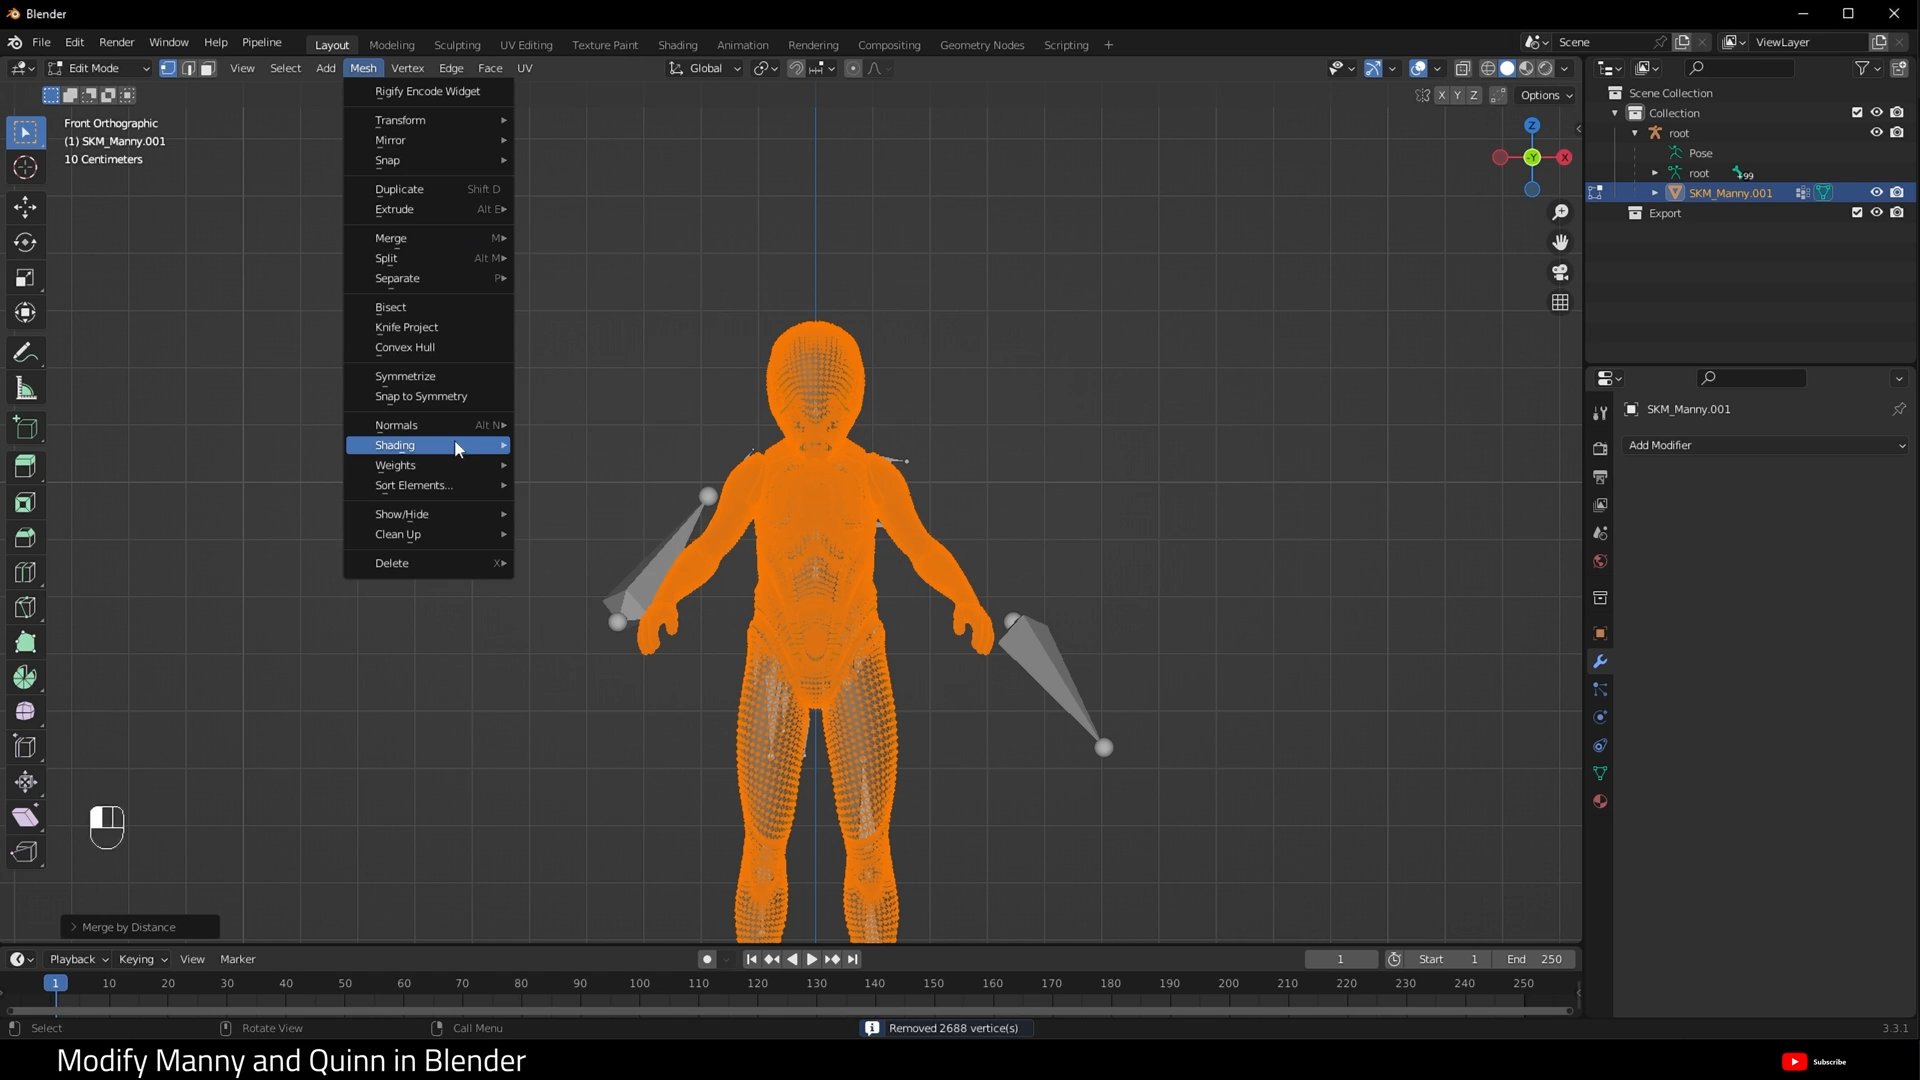 Blender
File Edit Render Window Help Pipeline Layout Modeling Sculpting UV Editing Texture Paint Shading Animation Rendering Compositing Geometry Nodes Scripting + Scene ViewLayer
Edit Mode View Select Add Mesh Vertex Edge Face UV Global
X Y Z Options
Front Orthographic
(1) SKM_Manny.001
10 Centimeters
Rigify Encode Widget
Transform
Mirror
Snap
Duplicate Shift D
Extrude Alt E
Merge M
Split Alt M
Separate P
Bisect
Knife Project
Convex Hull
Symmetrize
Snap to Symmetry
Normals Alt N
Shading
Weights
Sort Elements...
Show/Hide
Clean Up
Delete X
Z
-Y X
Scene Collection
Collection
root
Pose
root 99
SKM_Manny.001
Export
SKM_Manny.001
Add Modifier
Merge by Distance
Playback Keying View Marker 1 Start 1 End 250
1 10 20 30 40 50 60 70 80 90 100 110 120 130 140 150 160 170 180 190 200 210 220 230 240 250
Select Rotate View Call Menu Removed 2688 vertice(s) 3.3.1
Modify Manny and Quinn in Blender
Subscribe